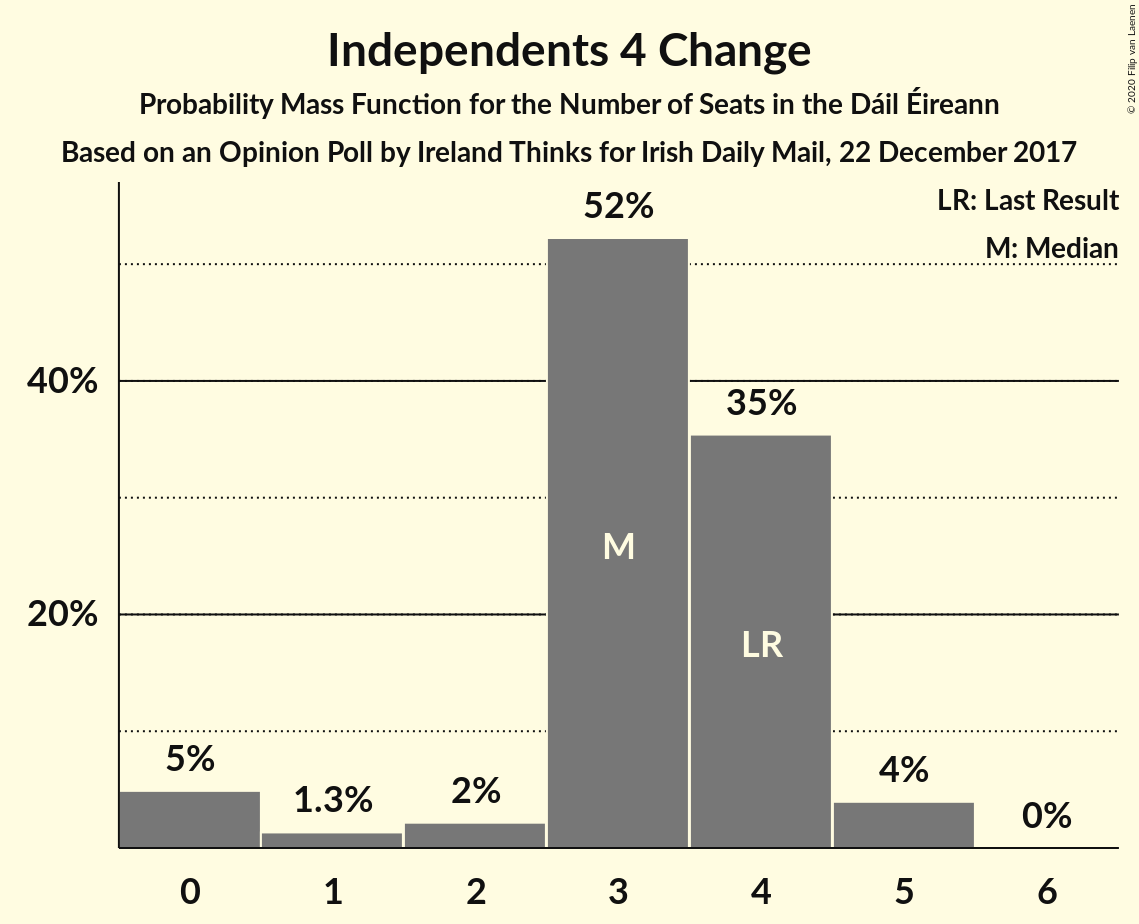 Independents 4 Change
Probability Mass Function for the Number of Seats in the Dáil Éireann
Based on an Opinion Poll by Ireland Thinks for Irish Daily Mail, 22 December 2017
© 2020 Filip van Laenen
LR: Last Result
M: Median
52%
40%
35%
M
20%
LR
5%
1.3%
2%
4%
0%
0 1 2 3 4 5 6